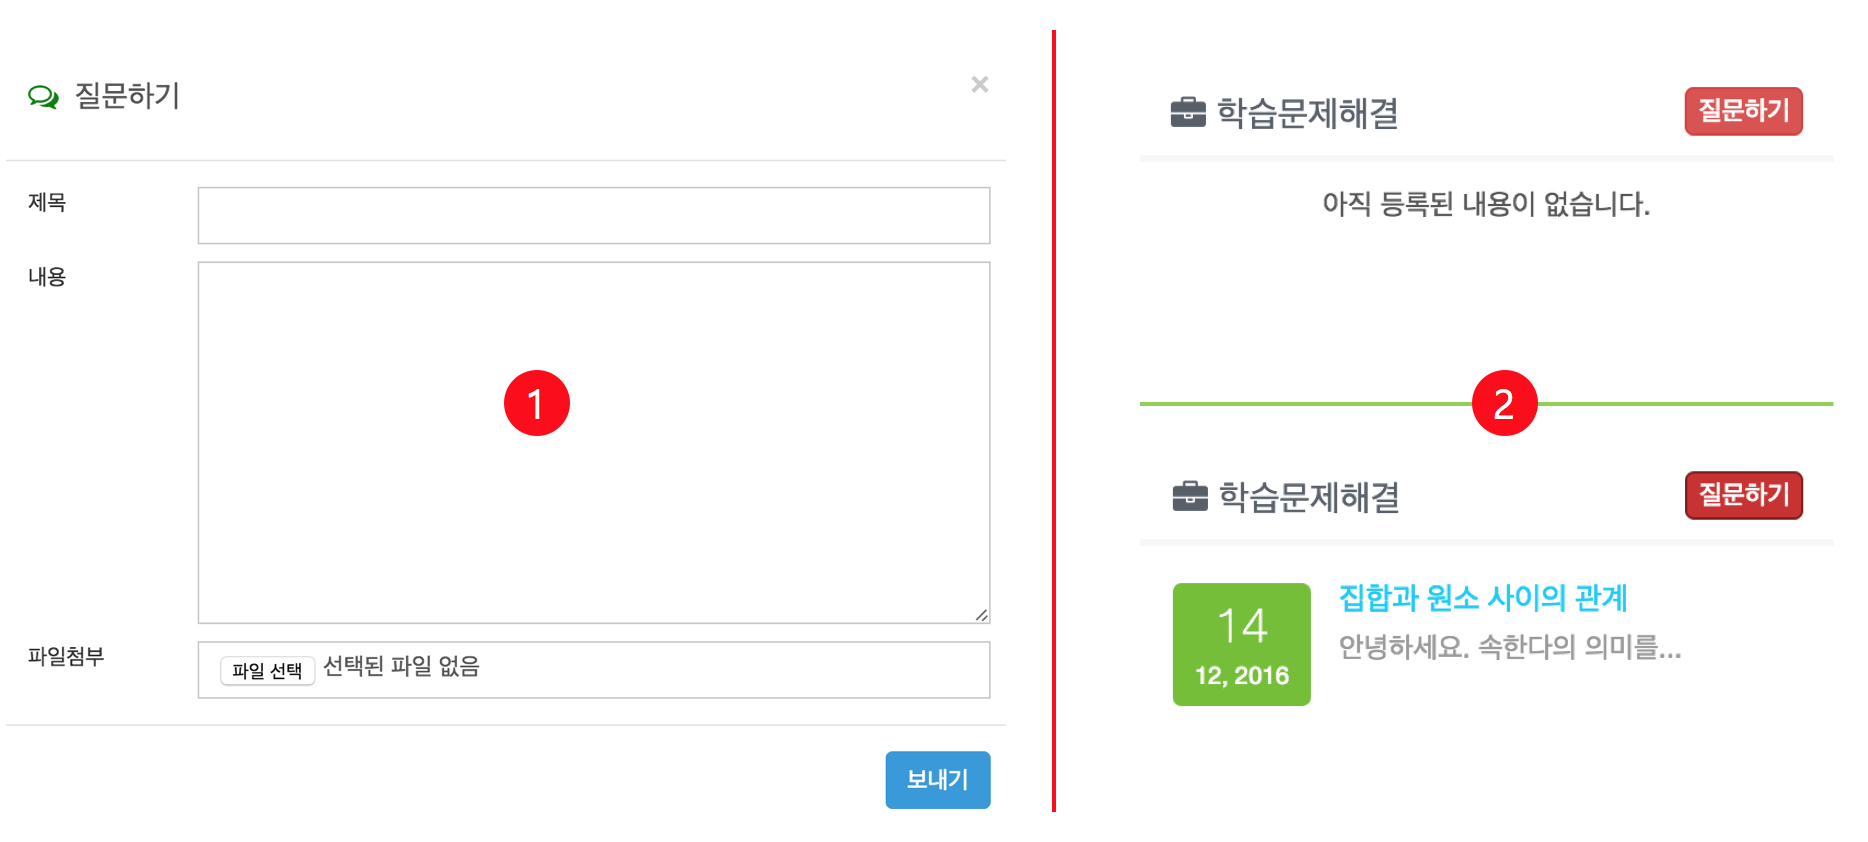 질문하기
×
제목
내용
1
파일첨부
파일 선택 선택된 파일 없음
보내기
학습문제해결
질문하기
아직 등록된 내용이 없습니다.
2
학습문제해결
질문하기
14
12, 2016
집합과 원소 사이의 관계
안녕하세요. 속한다의 의미를...